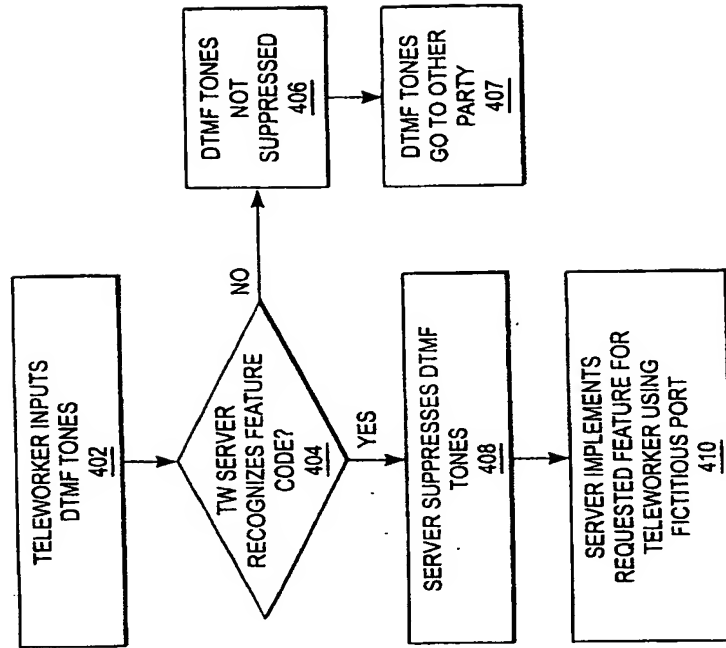 TELEWORKER INPUTS
DTMF TONES
402
TW SERVER
RECOGNIZES FEATURE
CODE?
404
NO
DTMF TONES
NOT
SUPPRESSED
406
DTMF TONES
GO TO OTHER
PARTY
407
YES
SERVER SUPPRESSES DTMF
TONES
408
SERVER IMPLEMENTS
REQUESTED FEATURE FOR
TELEWORKER USING
FICTITIOUS PORT
410